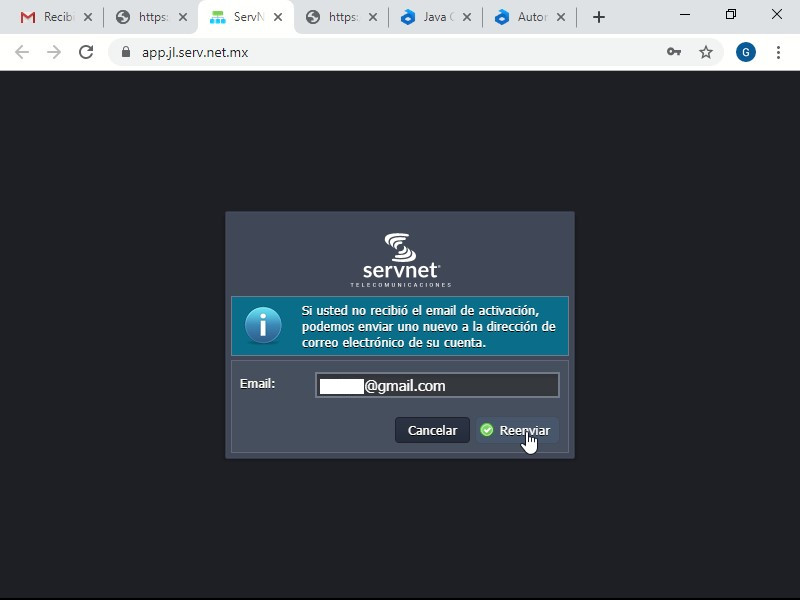 Recib
https:
ServN
https:
Java C
Autor
app.jl.serv.net.mx
G
servnet
TELECOMUNICACIONES
Si usted no recibió el email de activación,
podemos enviar uno nuevo a la dirección de
correo electrónico de su cuenta.
Email:
@gmail.com
Cancelar
Reenviar